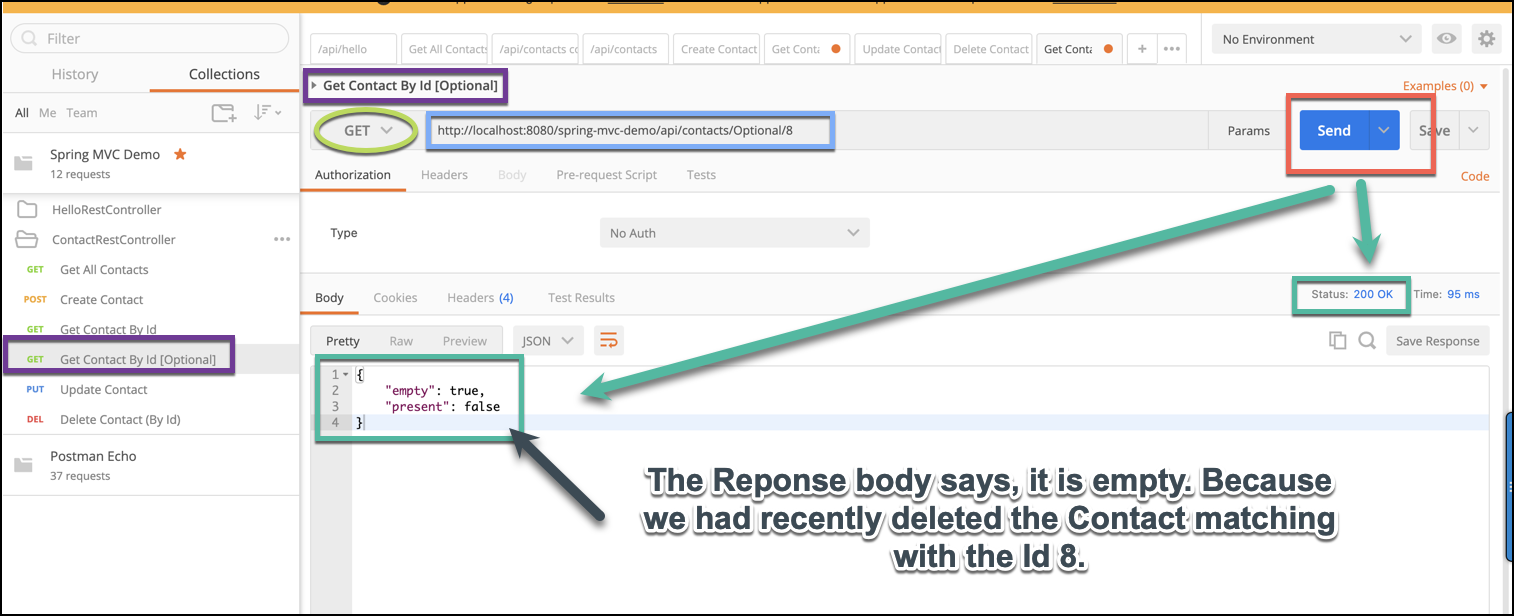 Filter
History Collections
All Me Team
Spring MVC Demo
12 requests
HelloRestController
ContactRestController
GET Get All Contacts
POST Create Contact
GET Get Contact By Id
GET Get Contact By Id [Optional]
PUT Update Contact
DEL Delete Contact (By Id)
Postman Echo
37 requests
/api/hello Get All Contacts /api/contacts co /api/contacts Create Contact Get Conta Update Contact Delete Contact Get Conta + No Environment
Get Contact By Id [Optional] Examples (0)
GET http://localhost:8080/spring-mvc-demo/api/contacts/Optional/8 Params Send Save
Authorization Headers Body Pre-request Script Tests Code
Type No Auth
Body Cookies Headers (4) Test Results Status: 200 OK Time: 95 ms
Pretty Raw Preview JSON Save Response
1 {
2 "empty": true,
3 "present": false
4 }
The Reponse body says, it is empty. Because
we had recently deleted the Contact matching
with the Id 8.